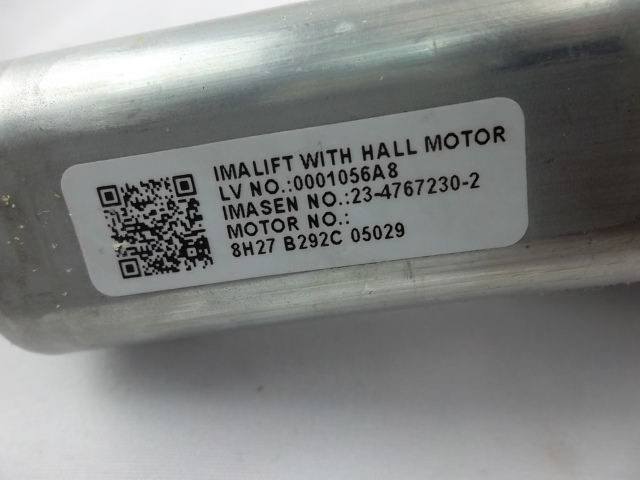 IMALIFT WITH HALL MOTOR
LV NO.:0001056A8
IMASEN NO.:23-4767230-2
MOTOR NO.:
8H27 B292C 05029